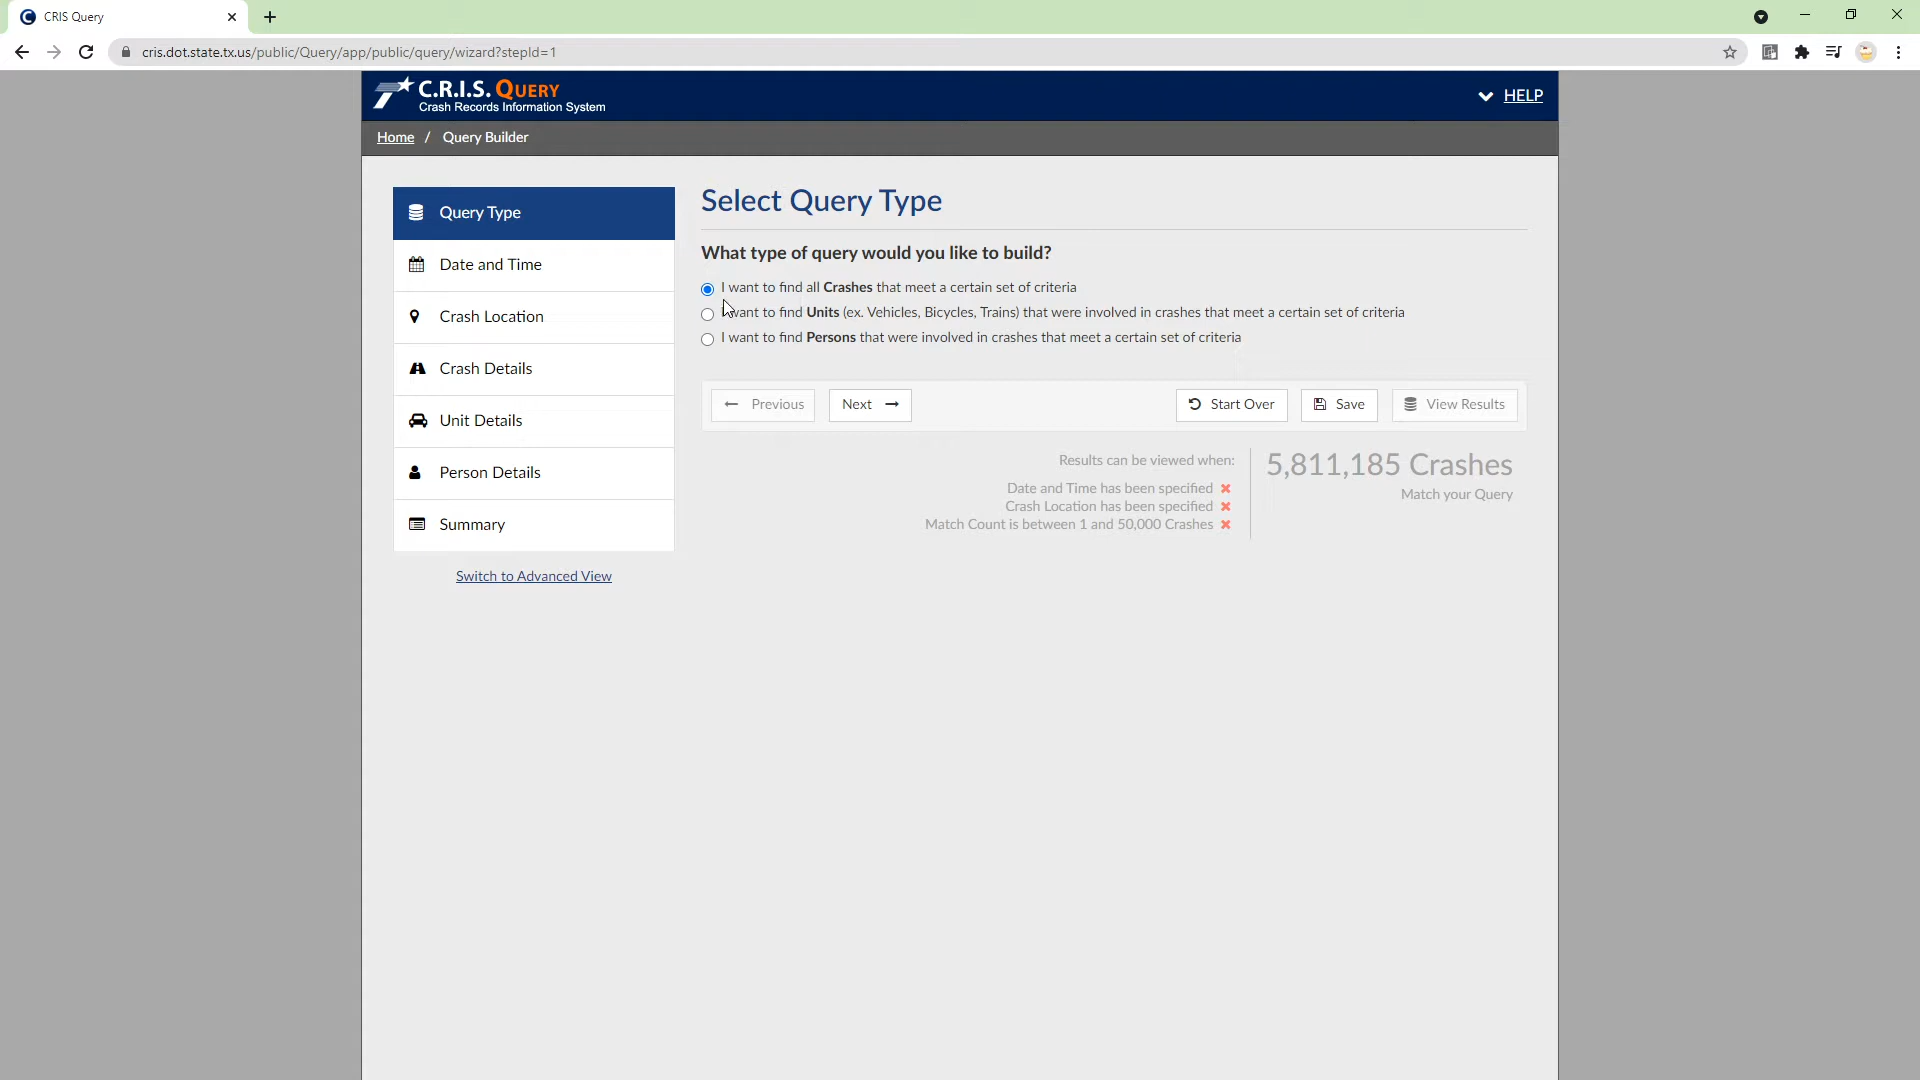 CRIS Query
cris.dot.state.tx.us/public/Query/app/public/query/wizard?stepId=1
C.R.I.S. QUERY
Crash Records Information System
HELP
Home / Query Builder
Query Type
Date and Time
Crash Location
Crash Details
Unit Details
Person Details
Summary
Switch to Advanced View
Select Query Type
What type of query would you like to build?
I want to find all Crashes that meet a certain set of criteria
I want to find Units (ex. Vehicles, Bicycles, Trains) that were involved in crashes that meet a certain set of criteria
I want to find Persons that were involved in crashes that meet a certain set of criteria
Previous Next Start Over Save View Results
Results can be viewed when:
Date and Time has been specified
Crash Location has been specified
Match Count is between 1 and 50,000 Crashes
5,811,185 Crashes
Match your Query